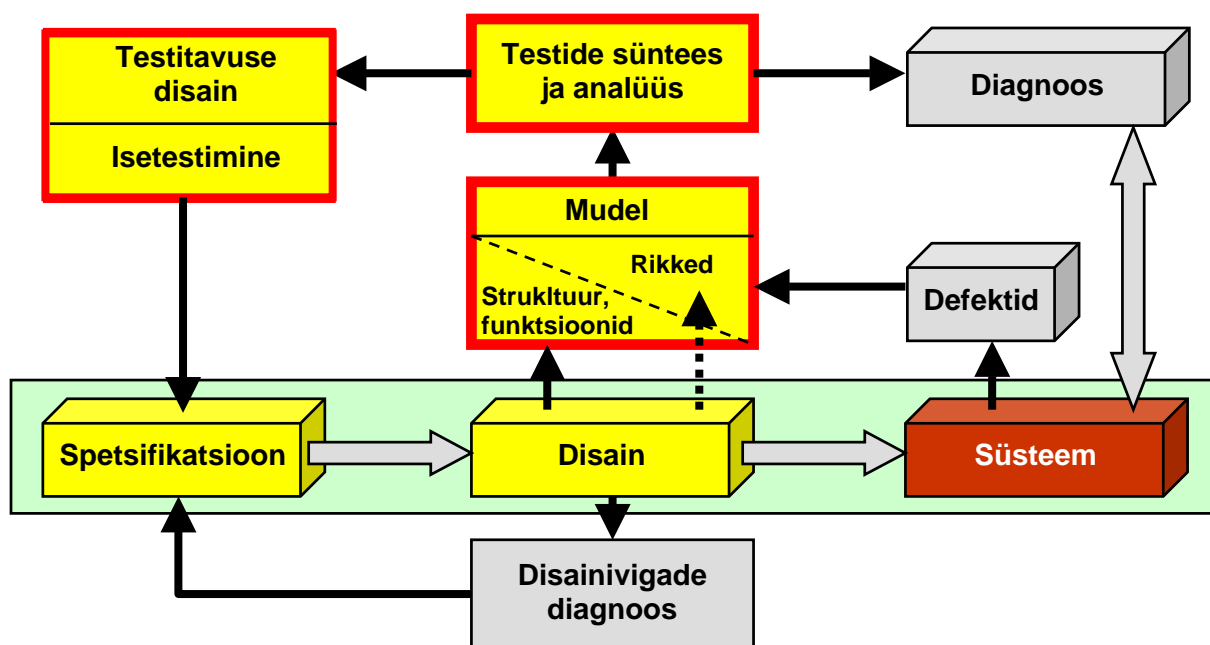 Testitavuse
disain
Isetestimine
Testide süntees
ja analüüs
Diagnoos
Mudel
Rikked
Strukltuur,
funktsioonid
Defektid
Spetsifikatsioon
Disain
Süsteem
Disainivigade
diagnoos